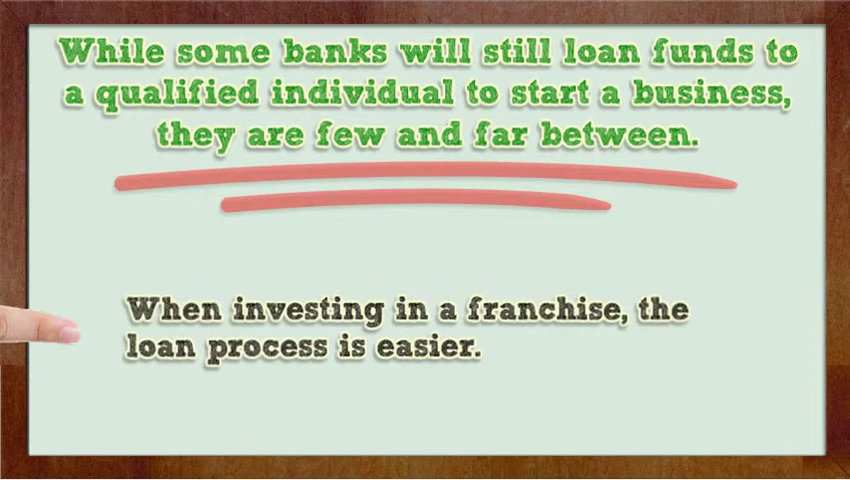 While some banks will still loan funds to
a qualified individual to start a business,
they are few and far between.
When investing in a franchise, the
loan process is easier.